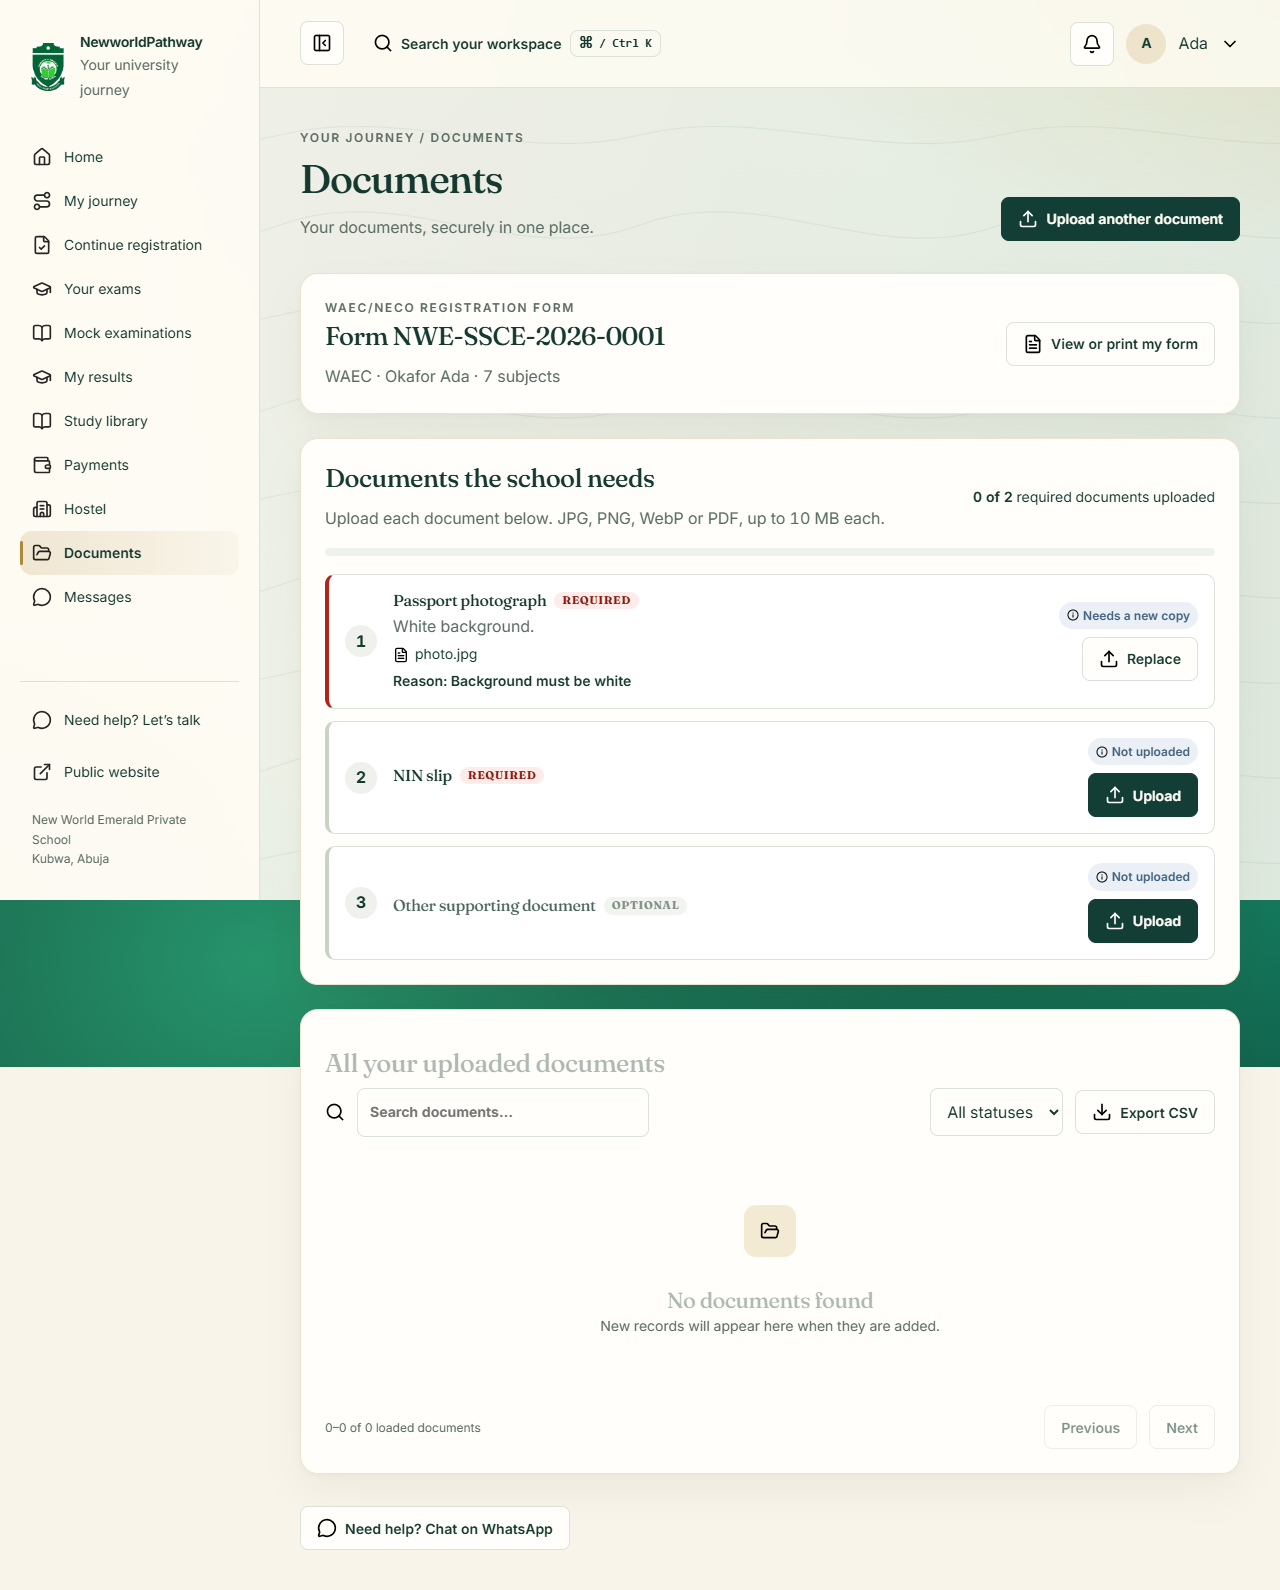 NewworldPathway
Your university
journey
Search your workspace
⌘ / Ctrl K
A
Ada
Home
My journey
Continue registration
Your exams
Mock examinations
My results
Study library
Payments
Hostel
Documents
Messages
Need help? Let's talk
Public website
New World Emerald Private
School
Kubwa, Abuja
YOUR JOURNEY / DOCUMENTS
Documents
Your documents, securely in one place.
Upload another document
WAEC/NECO REGISTRATION FORM
Form NWE-SSCE-2026-0001
WAEC · Okafor Ada · 7 subjects
View or print my form
Documents the school needs
Upload each document below. JPG, PNG, WebP or PDF, up to 10 MB each.
0 of 2 required documents uploaded
1
Passport photograph REQUIRED
White background.
photo.jpg
Reason: Background must be white
Needs a new copy
Replace
2
NIN slip REQUIRED
Not uploaded
Upload
3
Other supporting document OPTIONAL
Not uploaded
Upload
All your uploaded documents
Search documents...
All statuses
Export CSV
No documents found
New records will appear here when they are added.
0–0 of 0 loaded documents
Previous
Next
Need help? Chat on WhatsApp